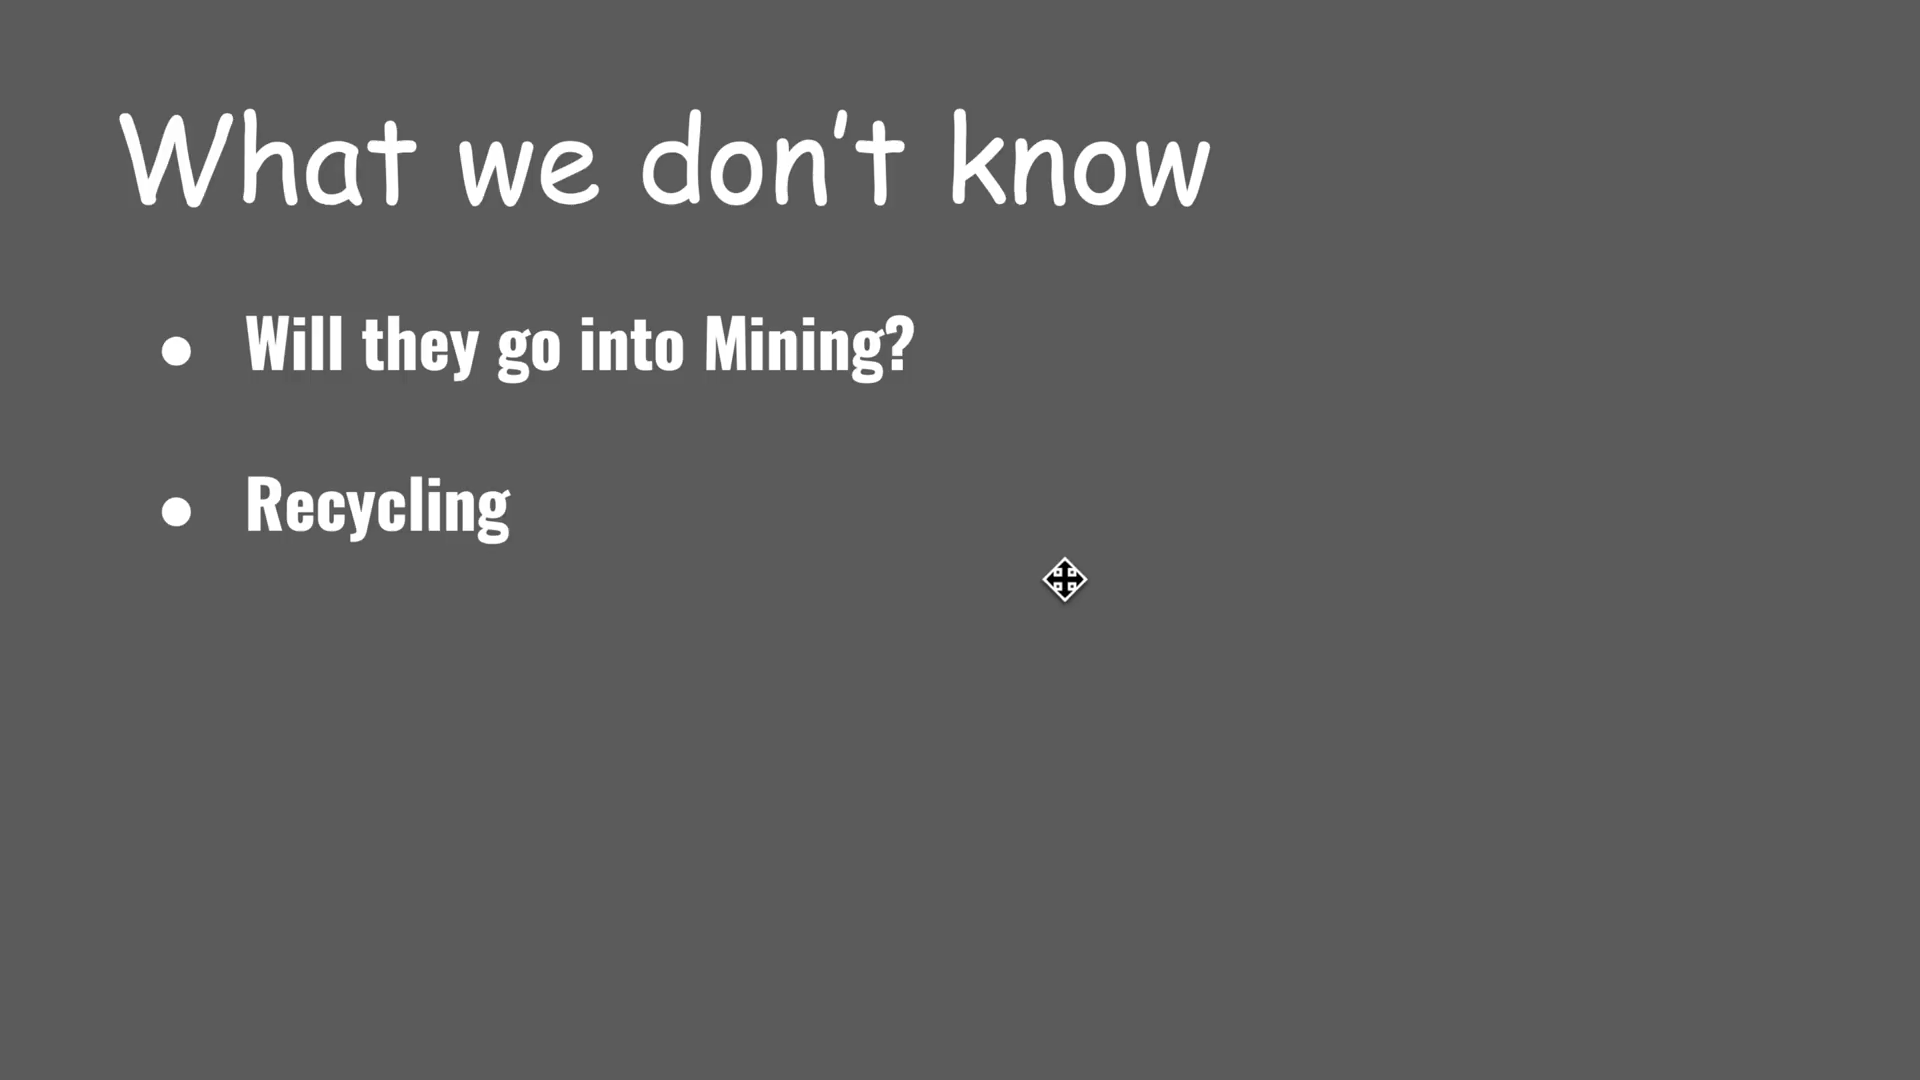 What we don't know
● Will they go into Mining?
● Recycling